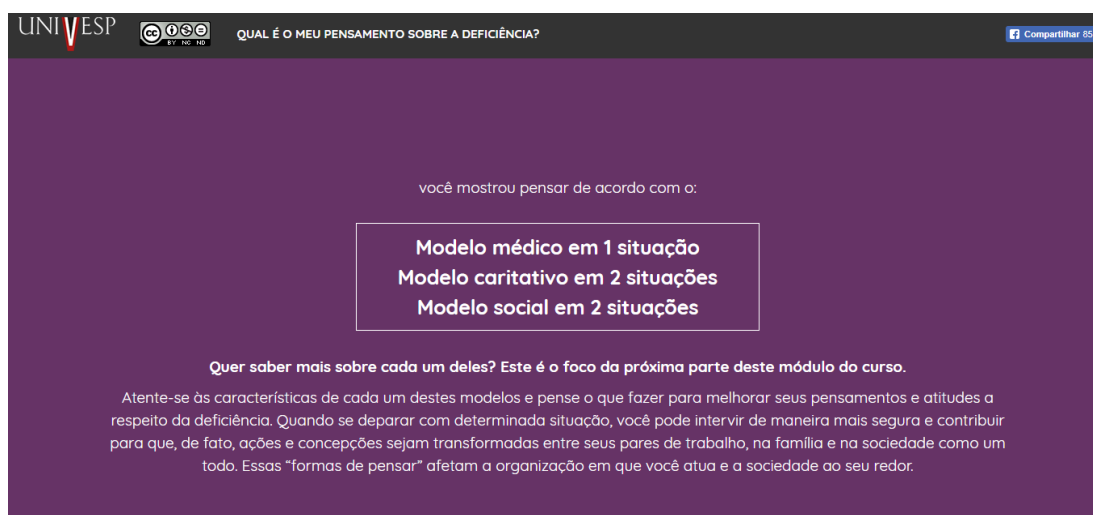 UNIVESP
cc BY NC ND
QUAL É O MEU PENSAMENTO SOBRE A DEFICIÊNCIA?
Compartilhar 85
você mostrou pensar de acordo com o:
Modelo médico em 1 situação
Modelo caritativo em 2 situações
Modelo social em 2 situações
Quer saber mais sobre cada um deles? Este é o foco da próxima parte deste módulo do curso.
Atente-se às características de cada um destes modelos e pense o que fazer para melhorar seus pensamentos e atitudes a
respeito da deficiência. Quando se deparar com determinada situação, você pode intervir de maneira mais segura e contribuir
para que, de fato, ações e concepções sejam transformadas entre seus pares de trabalho, na família e na sociedade como um
todo. Essas “formas de pensar” afetam a organização em que você atua e a sociedade ao seu redor.